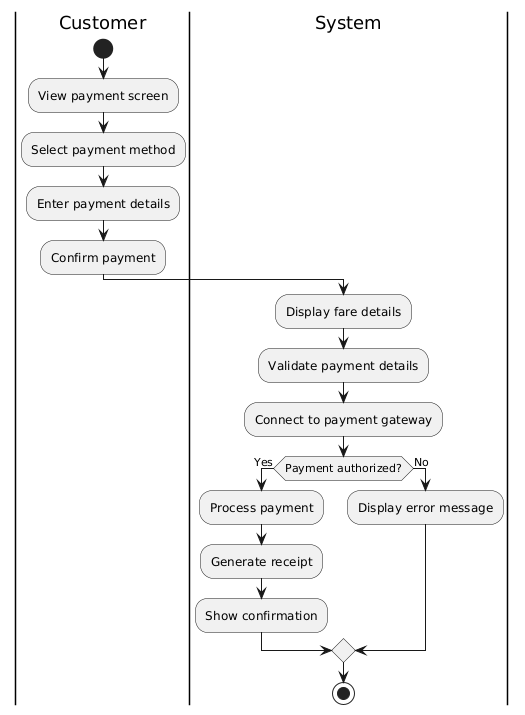 Customer
System
View payment screen
Select payment method
Enter payment details
Confirm payment
Display fare details
Validate payment details
Connect to payment gateway
Yes
Payment authorized?
No
Process payment
Display error message
Generate receipt
Show confirmation